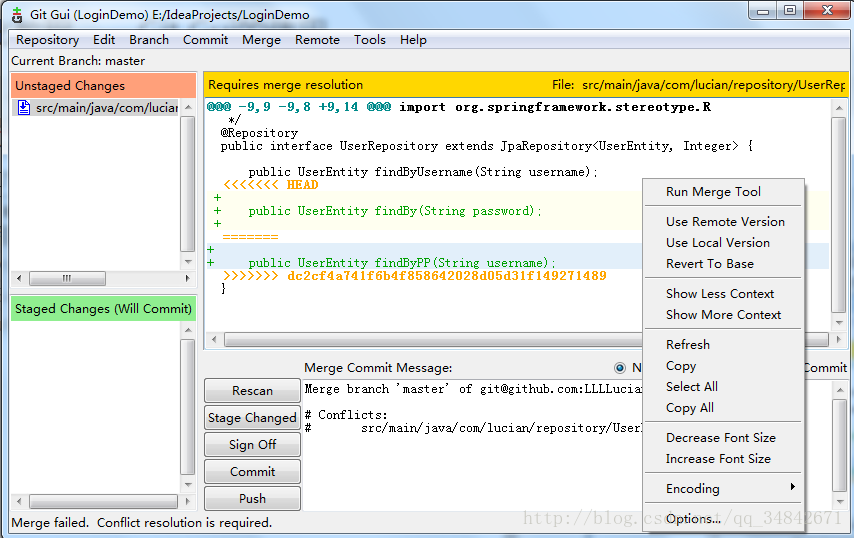 Git Gui (LoginDemo) E:/IdeaProjects/LoginDemo
Repository Edit Branch Commit Merge Remote Tools Help
Current Branch: master
Unstaged Changes
src/main/java/com/lucian
Staged Changes (Will Commit)
Requires merge resolution File: src/main/java/com/lucian/repository/UserRep
@@@ -9,9 -9,8 +9,14 @@@ import org.springframework.stereotype.R
*/
@Repository
public interface UserRepository extends JpaRepository<UserEntity, Integer> {
public UserEntity findByUsername(String username);
<<<<<<< HEAD
+
+ public UserEntity findBy(String password);
+
=======
+
+ public UserEntity findByPP(String username);
>>>>>>> dc2cf4a741f6b4f858642028d05d31f149271489
}
Run Merge Tool
Use Remote Version
Use Local Version
Revert To Base
Show Less Context
Show More Context
Refresh
Copy
Select All
Copy All
Decrease Font Size
Increase Font Size
Encoding
Options...
Rescan
Stage Changed
Sign Off
Commit
Push
Merge Commit Message: N Commit
Merge branch 'master' of git@github.com:LLLLucian
# Conflicts:
# src/main/java/com/lucian/repository/UserR
Merge failed. Conflict resolution is required.
http://blog.csdn.net/qq_34842671